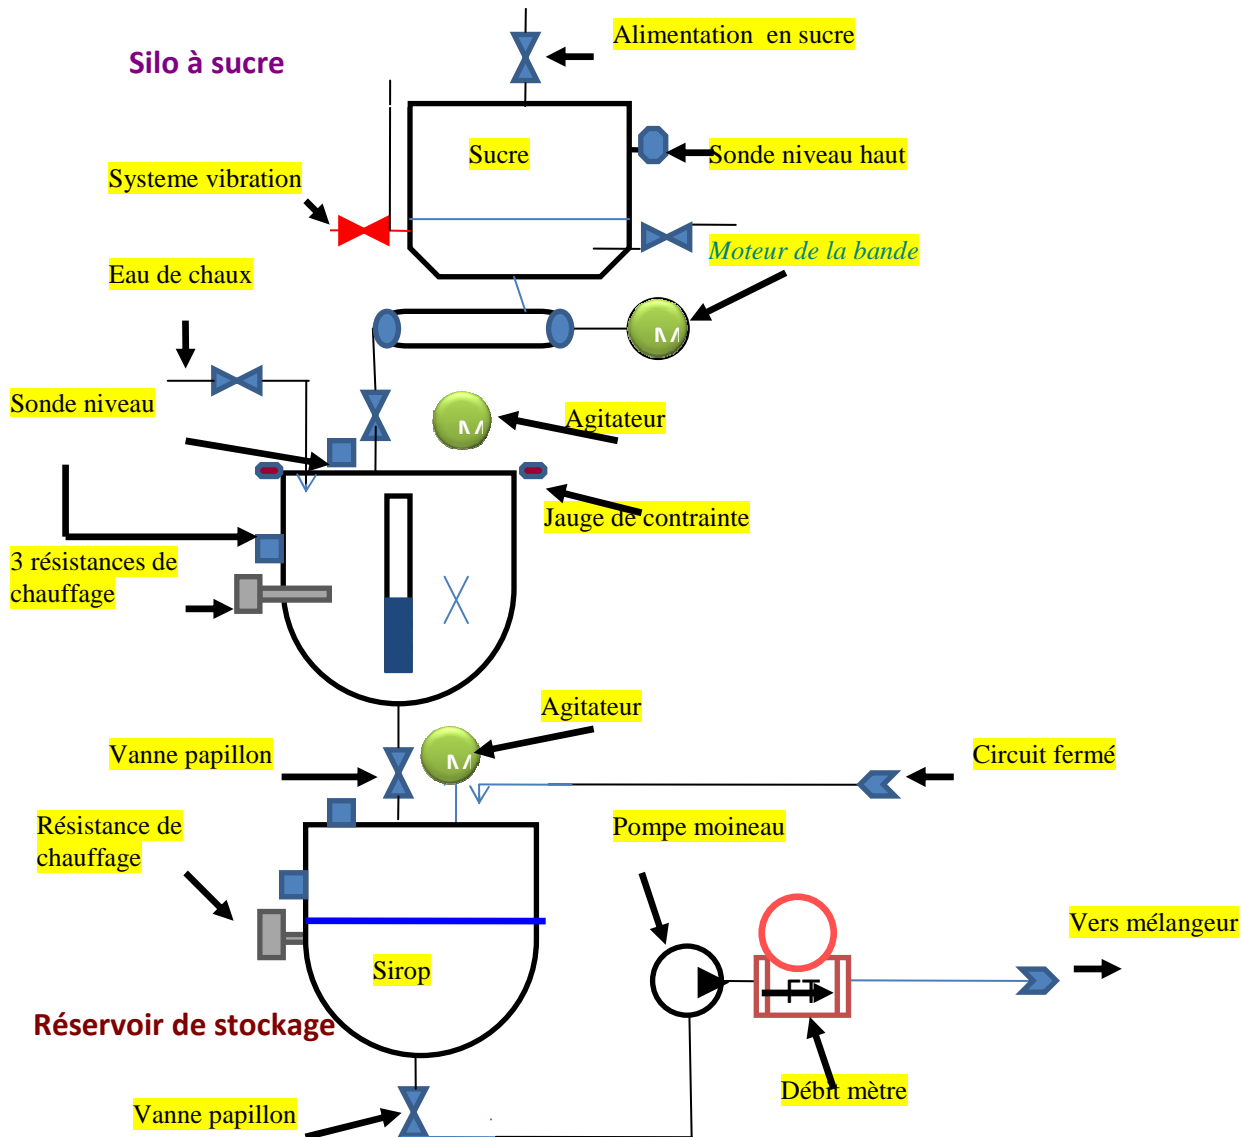 Alimentation  en sucre
Silo à sucre
Sucre
Sonde niveau haut
Systeme vibration
Moteur de la bande
Eau de chaux
M
Sonde niveau
Agitateur
M
Jauge de contrainte
3 résistances de
chauffage
Agitateur
Vanne papillon
M
Circuit fermé
Résistance de
chauffage
Pompe moineau
Vers mélangeur
Sirop
FT
Réservoir de stockage
Débit mètre
Vanne papillon